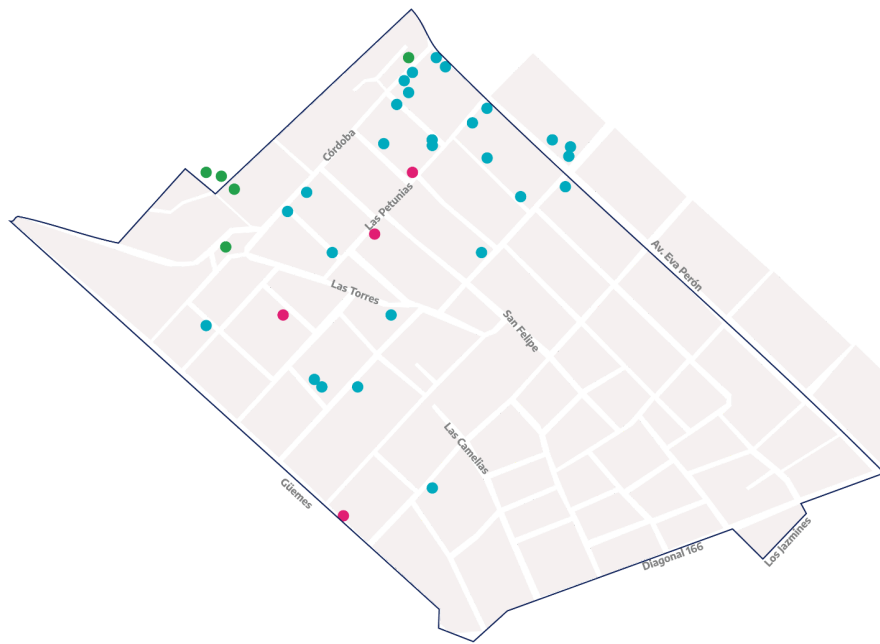 Córdoba
Las Petunias
Av. Eva Perón
Las Torres
San Felipe
Las Camelias
Güemes
Los Jazmines
Diagonal 166